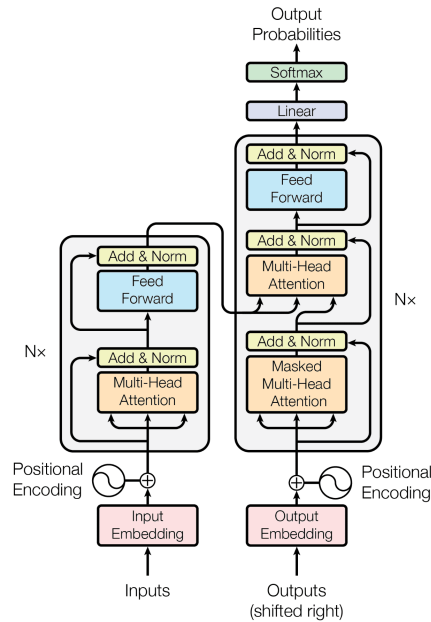 Output
Probabilities
Softmax
Linear
Add & Norm
Feed
Forward
Add & Norm
Multi-Head
Attention
Nx
Add & Norm
Masked
Multi-Head
Attention
Add & Norm
Feed
Forward
Nx
Add & Norm
Multi-Head
Attention
Positional
Encoding
Positional
Encoding
Input
Embedding
Output
Embedding
Inputs
Outputs
(shifted right)